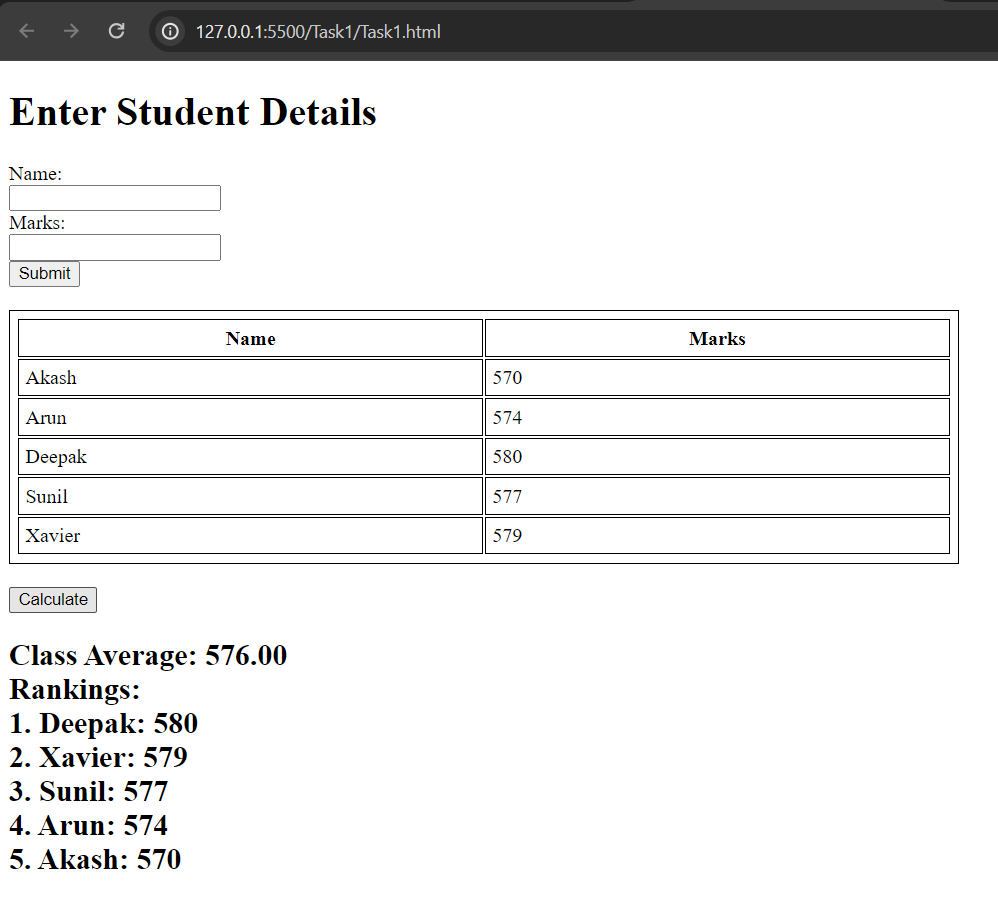 127.0.0.1:5500/Task1/Task1.html
Enter Student Details
Name:
Marks:
Submit
Name Marks
Akash 570
Arun 574
Deepak 580
Sunil 577
Xavier 579
Calculate
Class Average: 576.00
Rankings:
1. Deepak: 580
2. Xavier: 579
3. Sunil: 577
4. Arun: 574
5. Akash: 570